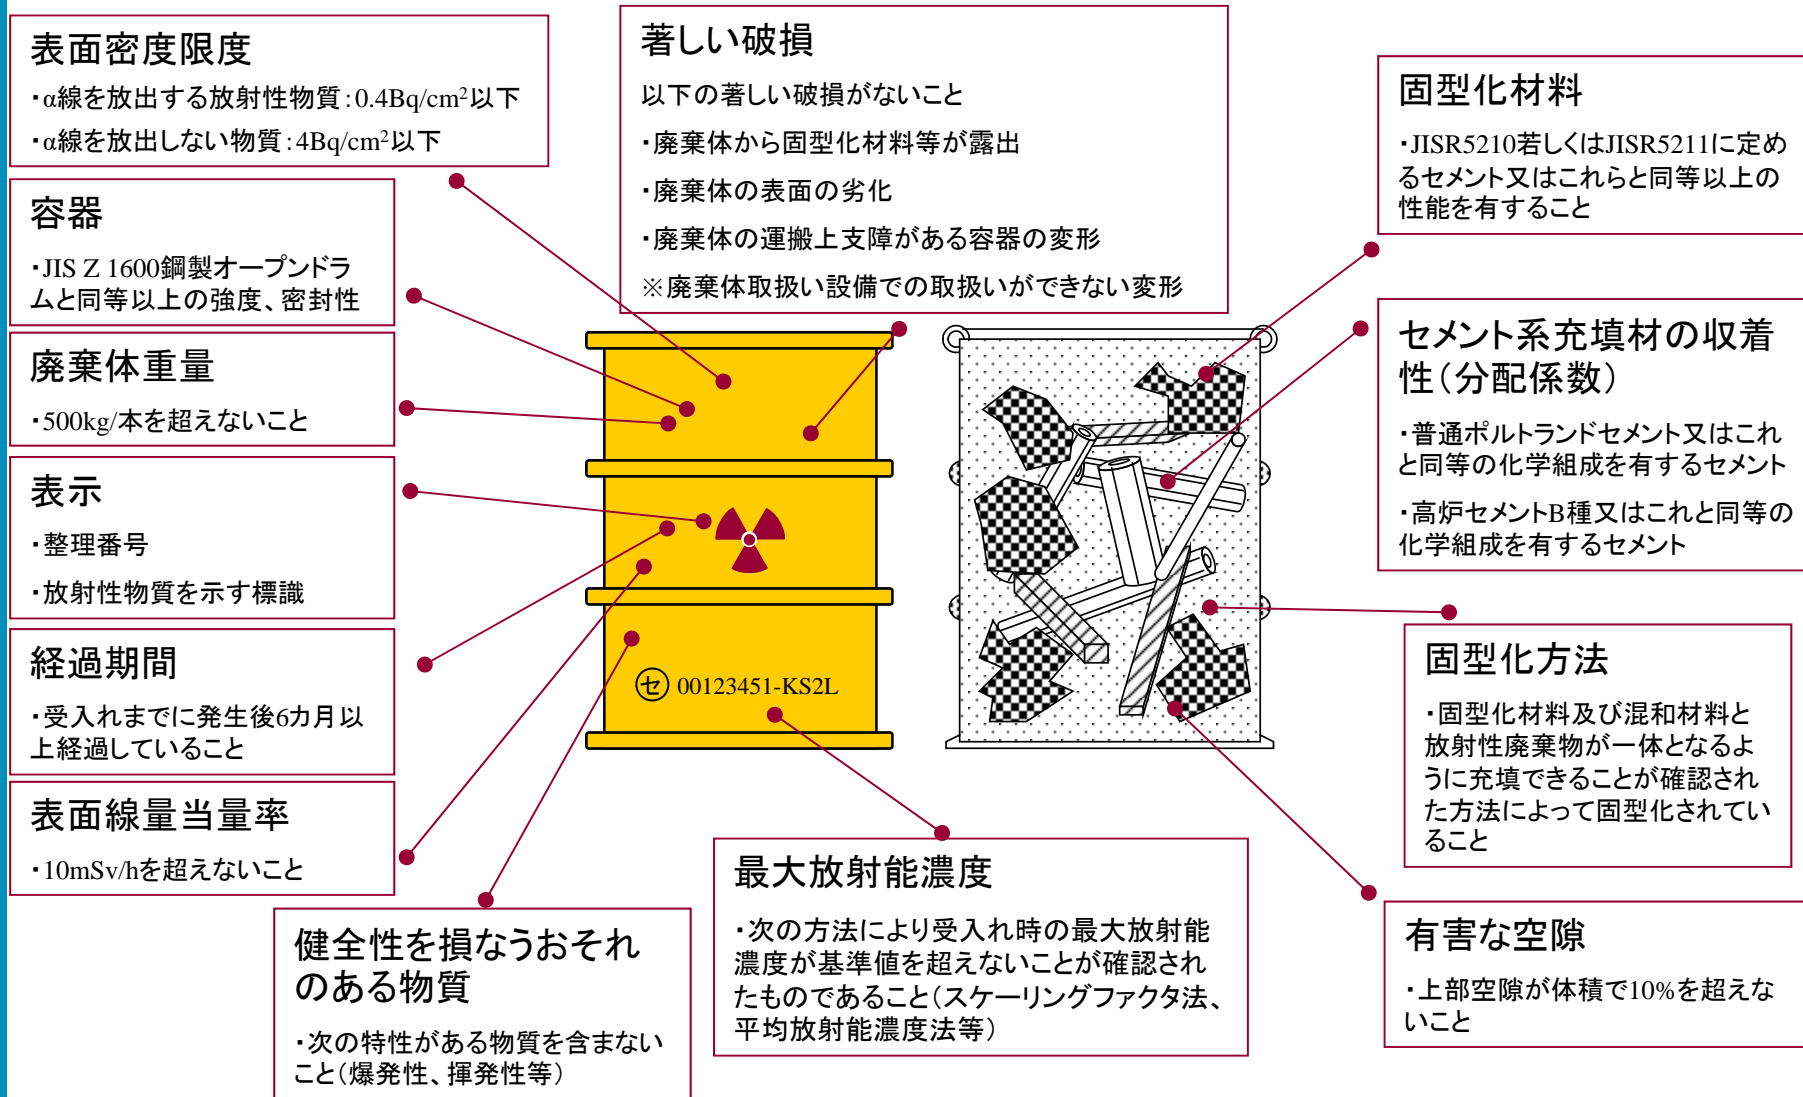 表面密度限度
・α線を放出する放射性物質：0.4Bq/cm²以下
・α線を放出しない物質：4Bq/cm²以下
容器
・JIS Z 1600鋼製オープンドラ
ムと同等以上の強度、密封性
廃棄体重量
・500kg/本を超えないこと
表示
・整理番号
・放射性物質を示す標識
経過期間
・受入れまでに発生後6カ月以
上経過していること
表面線量当量率
・10mSv/hを超えないこと
健全性を損なうおそれ
のある物質
・次の特性がある物質を含まない
こと（爆発性、揮発性等）
著しい破損
以下の著しい破損がないこと
・廃棄体から固型化材料等が露出
・廃棄体の表面の劣化
・廃棄体の運搬上支障がある容器の変形
※廃棄体取扱い設備での取扱いができない変形
セ 00123451-KS2L
最大放射能濃度
・次の方法により受入れ時の最大放射能
濃度が基準値を超えないことが確認され
たものであること（スケーリングファクタ法、
平均放射能濃度法等）
固型化材料
・JISR5210若しくはJISR5211に定め
るセメント又はこれらと同等以上の
性能を有すること
セメント系充填材の収着
性（分配係数）
・普通ポルトランドセメント又はこれ
と同等の化学組成を有するセメント
・高炉セメントB種又はこれと同等の
化学組成を有するセメント
固型化方法
・固型化材料及び混和材料と
放射性廃棄物が一体となるよ
うに充填できることが確認され
た方法によって固型化されてい
ること
有害な空隙
・上部空隙が体積で10%を超えな
いこと